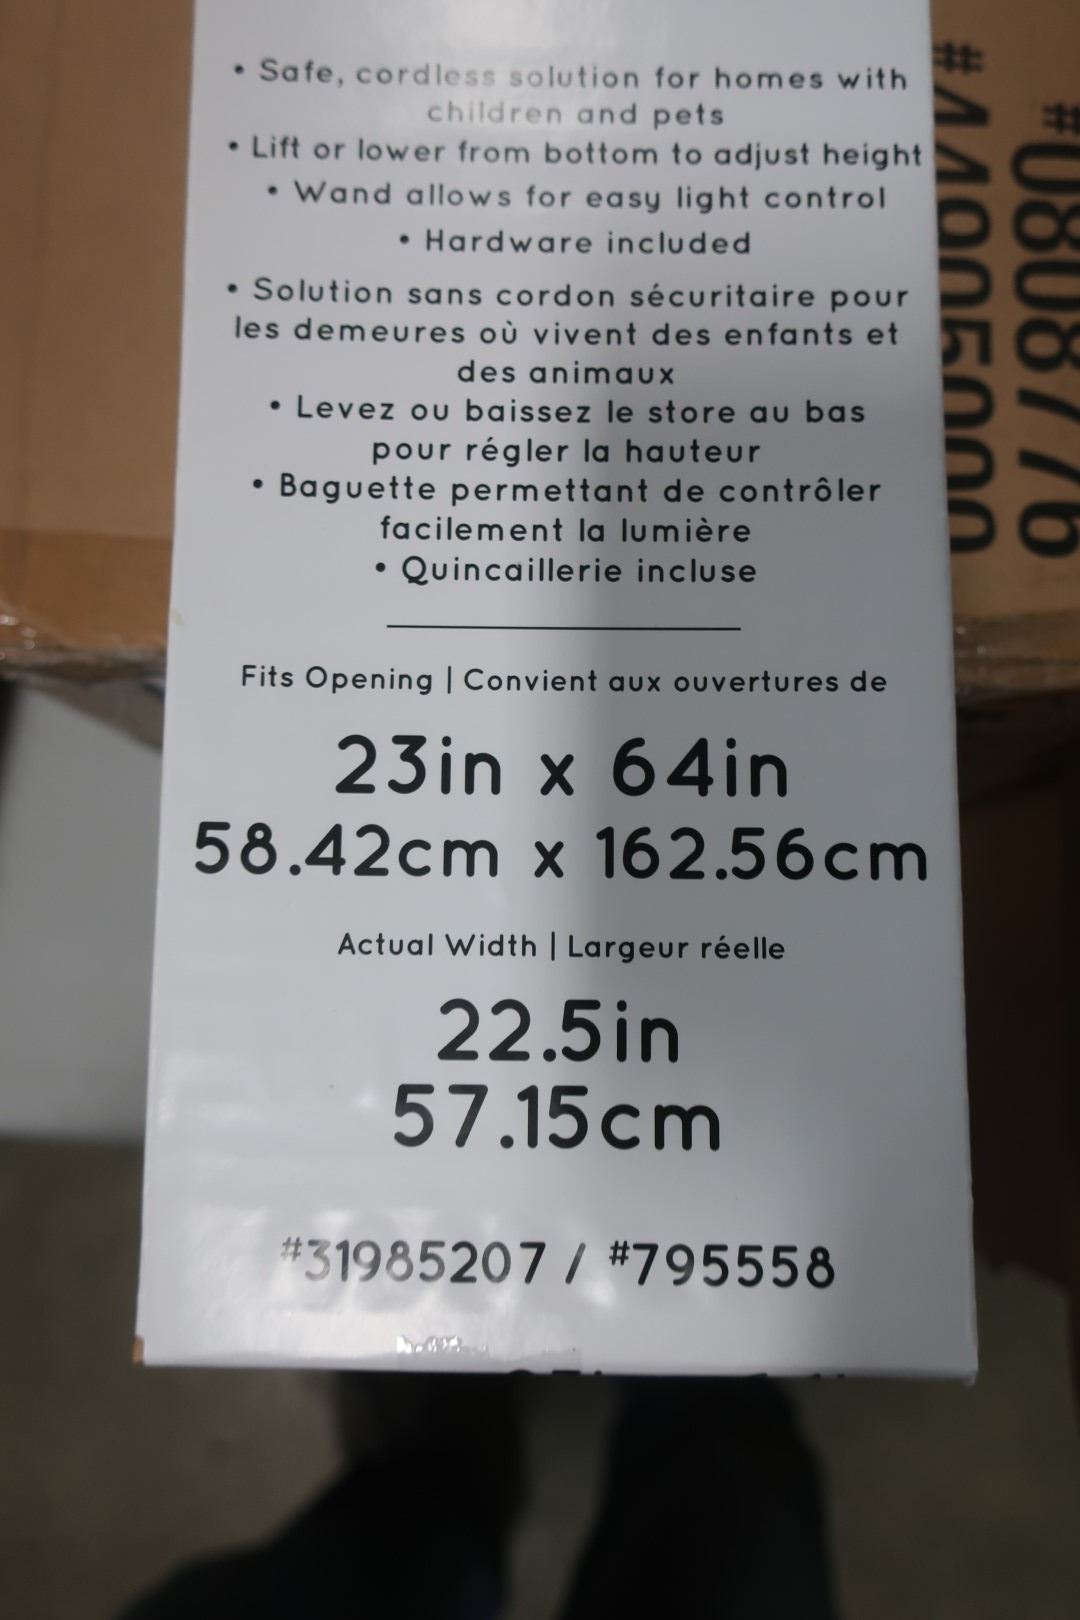 • Safe, cordless solution for homes with
children and pets
• Lift or lower from bottom to adjust height
• Wand allows for easy light control
• Hardware included
• Solution sans cordon sécuritaire pour
les demeures où vivent des enfants et
des animaux
• Levez ou baissez le store au bas
pour régler la hauteur
• Baguette permettant de contrôler
facilement la lumière
• Quincaillerie incluse
Fits Opening | Convient aux ouvertures de
23in x 64in
58.42cm x 162.56cm
Actual Width | Largeur réelle
22.5in
57.15cm
#31985207 / #795558
#0808776